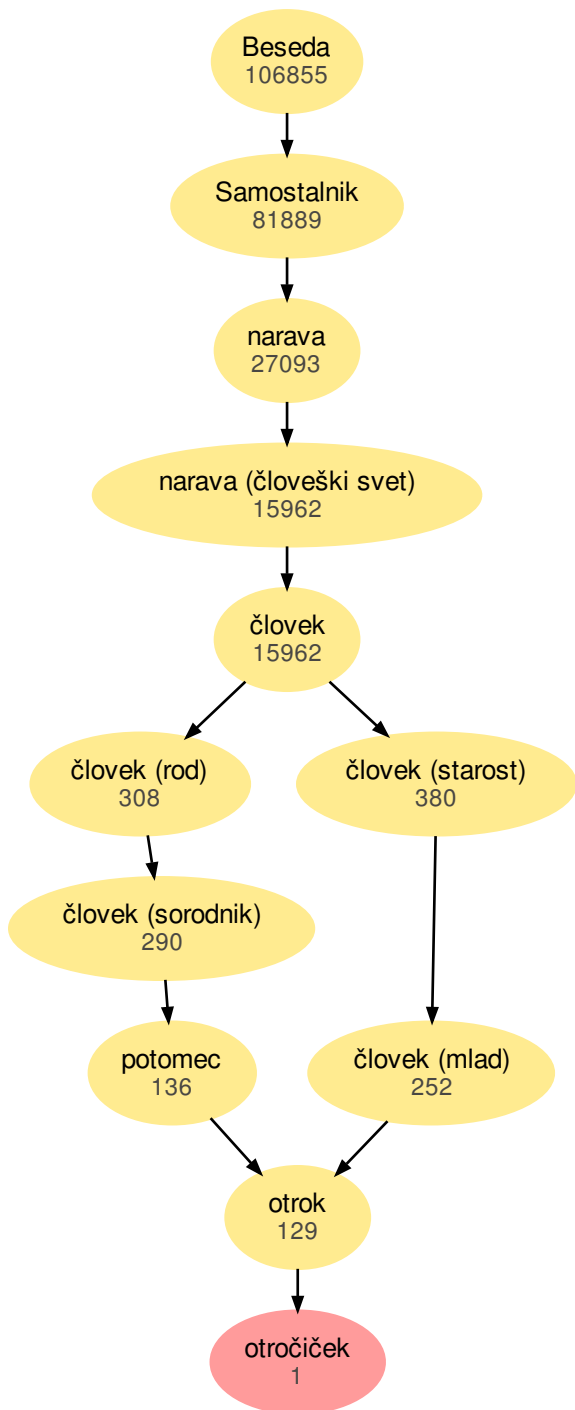 Beseda
106855
Samostalnik
81889
narava
27093
narava (človeški svet)
15962
človek
15962
človek (rod)
308
človek (starost)
380
človek (sorodnik)
290
potomec
136
človek (mlad)
252
otrok
129
otročiček
1